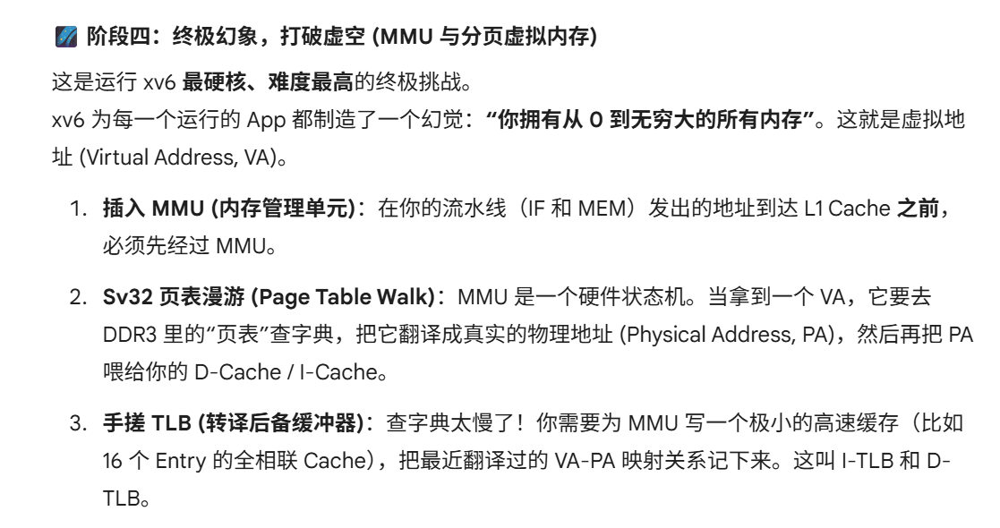 阶段四：终极幻象，打破虚空 (MMU 与分页虚拟内存)
这是运行 xv6 最硬核、难度最高的终极挑战。
xv6 为每一个运行的 App 都制造了一个幻觉：“你拥有从 0 到无穷大的所有内存”。这就是虚拟地
址 (Virtual Address, VA)。
1. 插入 MMU (内存管理单元)：在你的流水线（IF 和 MEM）发出的地址到达 L1 Cache 之前，
必须先经过 MMU。
2. Sv32 页表漫游 (Page Table Walk)：MMU 是一个硬件状态机。当拿到一个 VA，它要去
DDR3 里的“页表”查字典，把它翻译成真实的物理地址 (Physical Address, PA)，然后再把 PA
喂给你的 D-Cache / I-Cache。
3. 手搓 TLB (转译后备缓冲器)：查字典太慢了！你需要为 MMU 写一个极小的高速缓存（比如
16 个 Entry 的全相联 Cache），把最近翻译过的 VA-PA 映射关系记下来。这叫 I-TLB 和 D-
TLB。